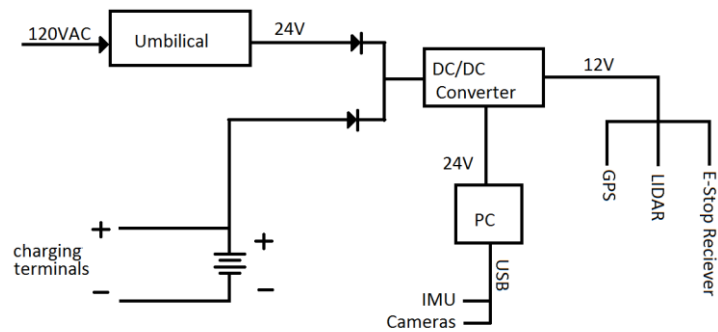 120VAC
Umbilical
24V
DC/DC
Converter
12V
GPS
LIDAR
E-Stop Reciever
24V
PC
USB
IMU
Cameras
charging
terminals
+
−
+
−